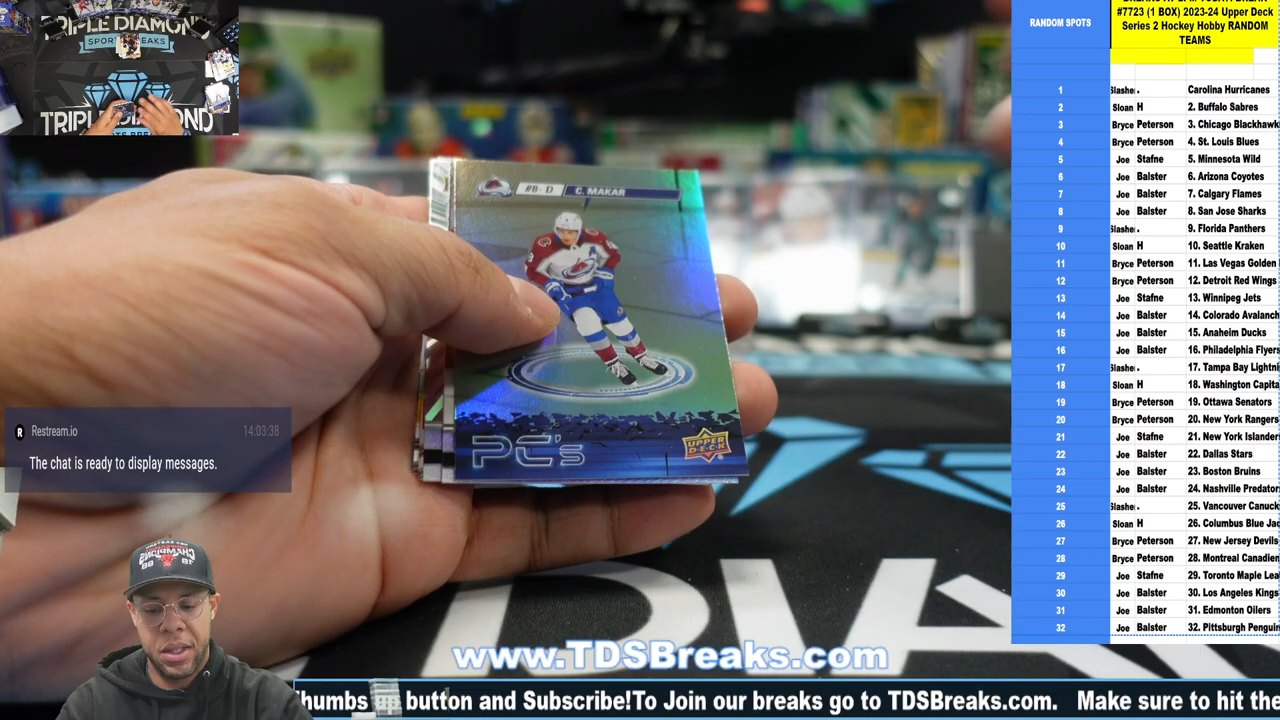 TRIPLE DIAMOND
SPORTS BREAKS
TRIPLE DIAMOND
RANDOM SPOTS
#7723 (1 BOX) 2023-24 Upper Deck
Series 2 Hockey Hobby RANDOM
TEAMS
1 Slashe . Carolina Hurricanes
2 Sloan H 2. Buffalo Sabres
3 Bryce Peterson 3. Chicago Blackhawk
4 Bryce Peterson 4. St. Louis Blues
5 Joe Stafne 5. Minnesota Wild
6 Joe Balster 6. Arizona Coyotes
7 Joe Balster 7. Calgary Flames
8 Joe Balster 8. San Jose Sharks
9 Slashe . 9. Florida Panthers
10 Sloan H 10. Seattle Kraken
11 Bryce Peterson 11. Las Vegas Golden
12 Bryce Peterson 12. Detroit Red Wings
13 Joe Stafne 13. Winnipeg Jets
14 Joe Balster 14. Colorado Avalanch
15 Joe Balster 15. Anaheim Ducks
16 Joe Balster 16. Philadelphia Flyers
17 Slashe . 17. Tampa Bay Lightni
18 Sloan H 18. Washington Capita
19 Bryce Peterson 19. Ottawa Senators
20 Bryce Peterson 20. New York Rangers
21 Joe Stafne 21. New York Islander
22 Joe Balster 22. Dallas Stars
23 Joe Balster 23. Boston Bruins
24 Joe Balster 24. Nashville Predator
25 Slashe . 25. Vancouver Canuck
26 Sloan H 26. Columbus Blue Jac
27 Bryce Peterson 27. New Jersey Devils
28 Bryce Peterson 28. Montreal Canadien
29 Joe Stafne 29. Toronto Maple Lea
30 Joe Balster 30. Los Angeles Kings
31 Joe Balster 31. Edmonton Oilers
32 Joe Balster 32. Pittsburgh Penguin
#8 - D C. MAKAR
PC's
UPPER DECK
Restream.io 14:03:38
The chat is ready to display messages.
www.TDSBreaks.com
Thumbs up button and Subscribe!To Join our breaks go to TDSBreaks.com. Make sure to hit the